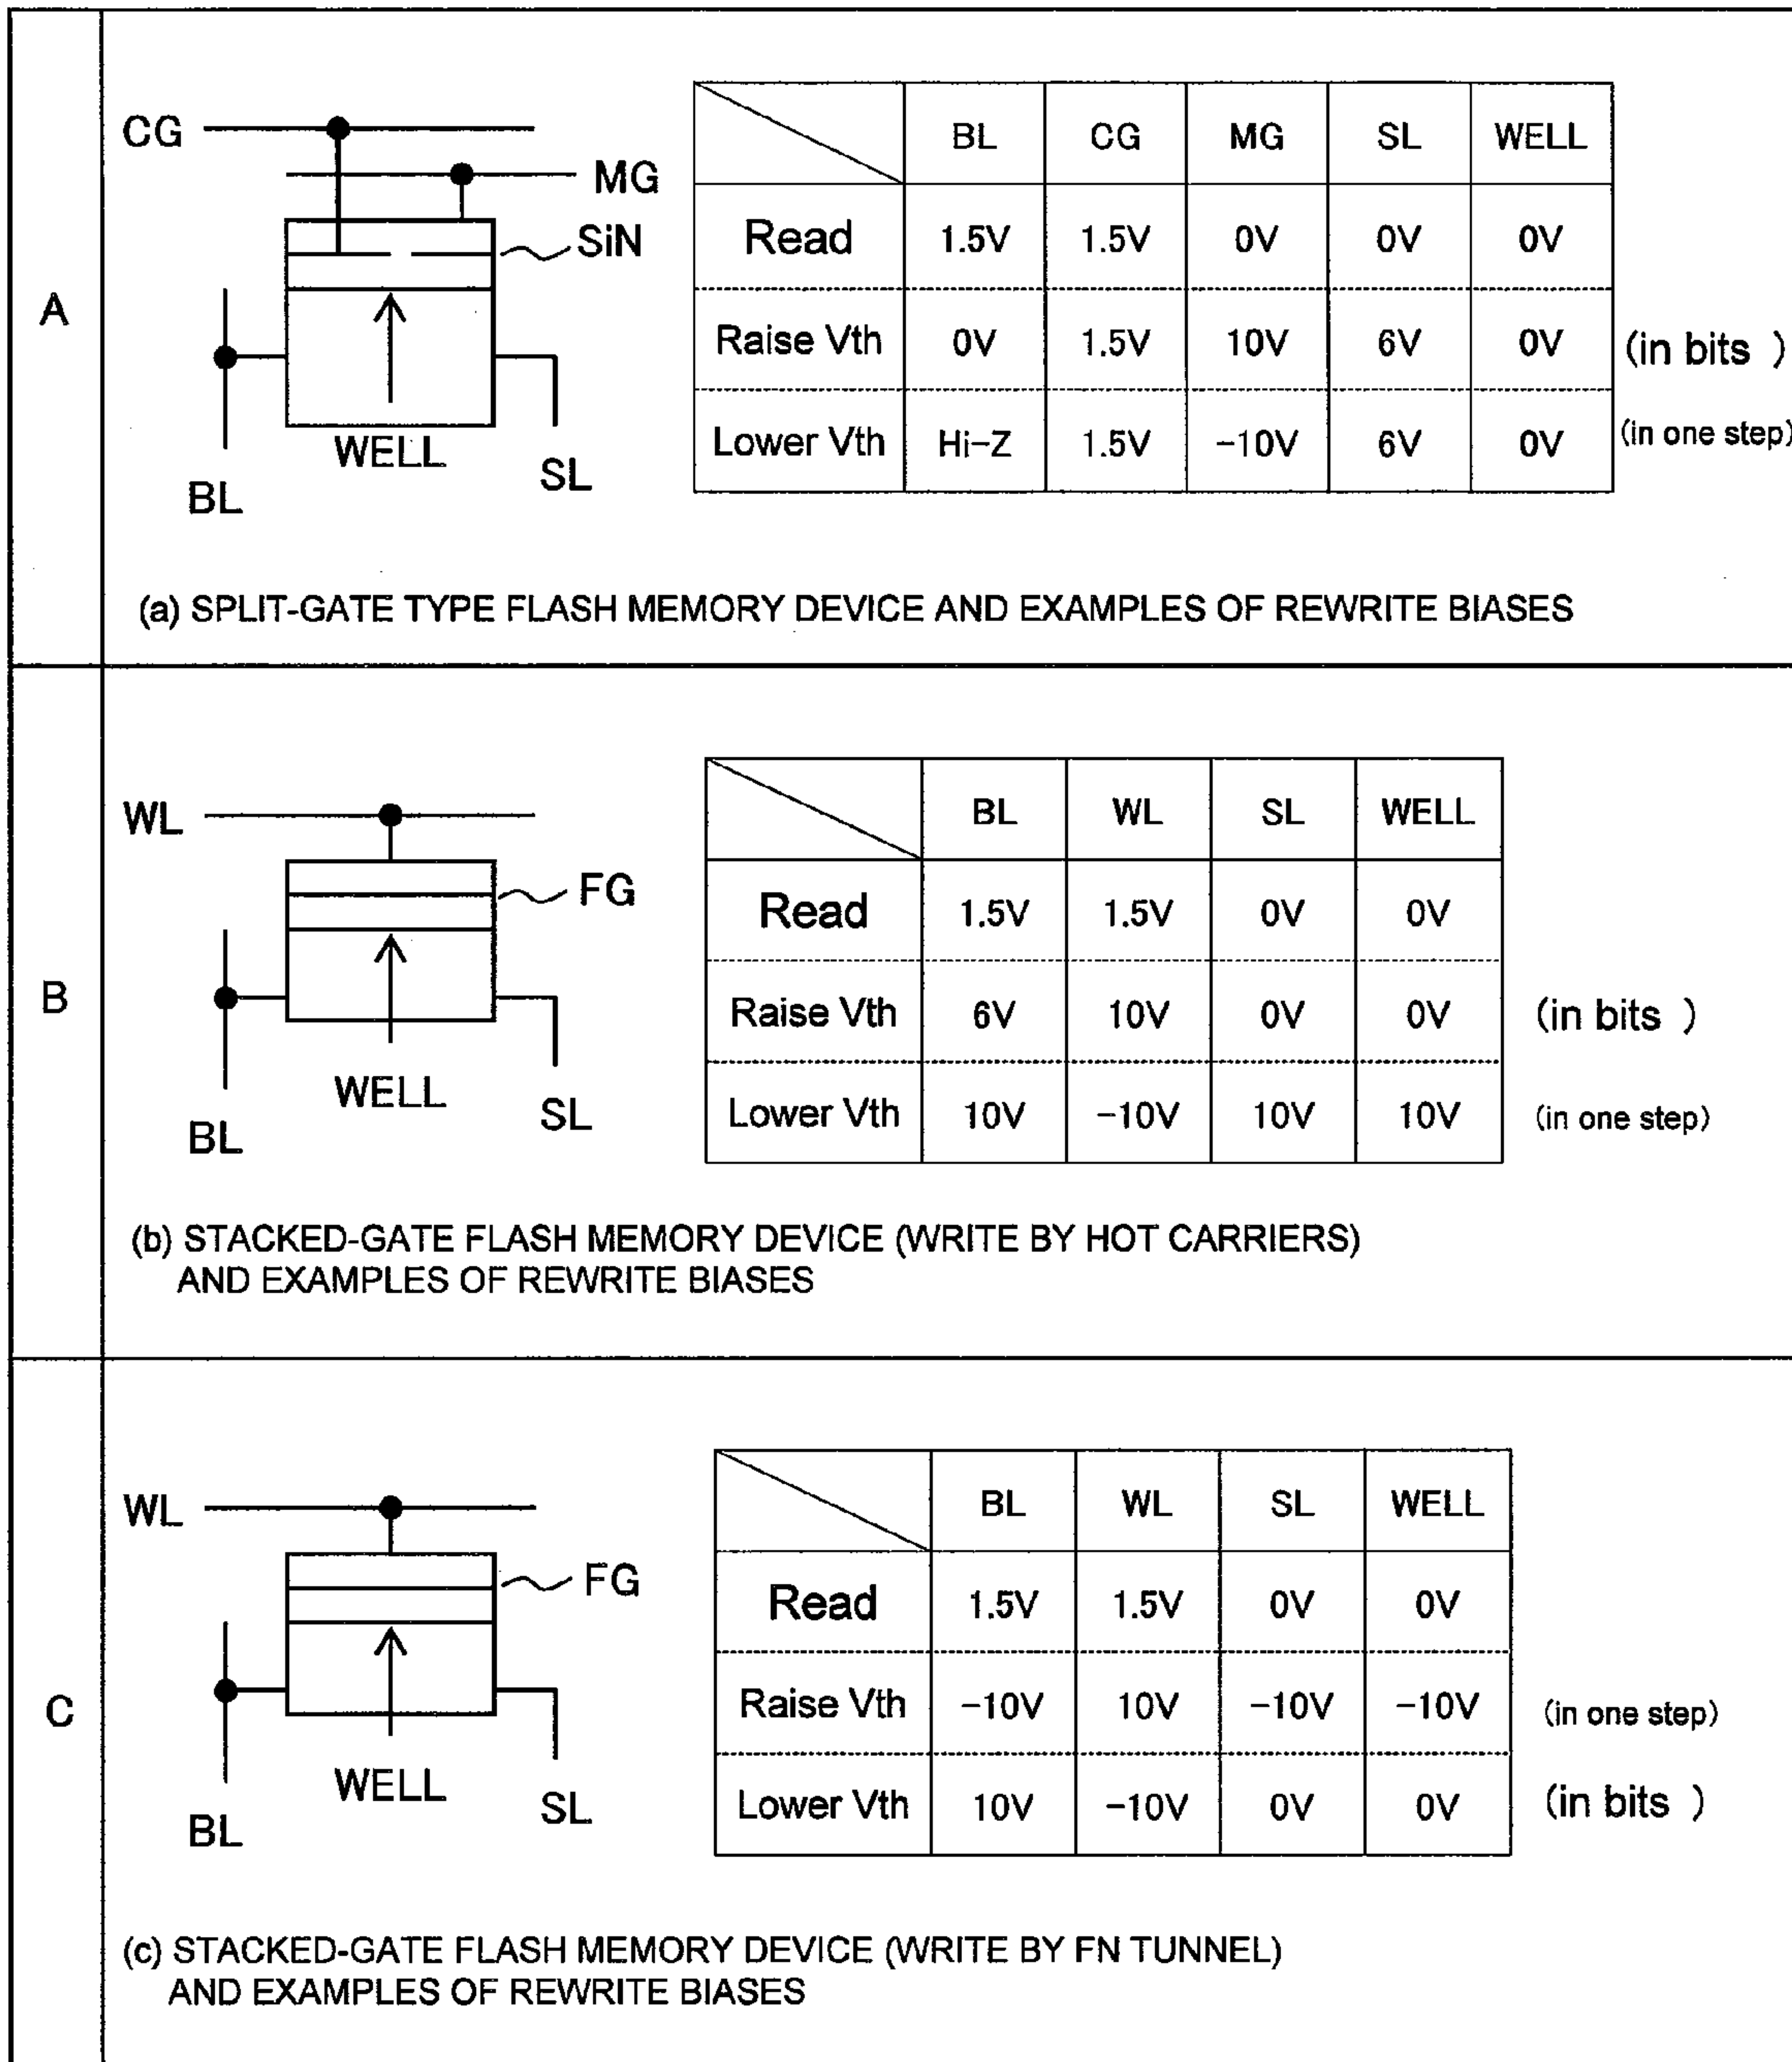 A
CG
MG
SiN
WELL
BL
SL
BL CG MG SL WELL
Read 1.5V 1.5V 0V 0V 0V
Raise Vth 0V 1.5V 10V 6V 0V (in bits )
Lower Vth Hi-Z 1.5V -10V 6V 0V (in one step)
(a) SPLIT-GATE TYPE FLASH MEMORY DEVICE AND EXAMPLES OF REWRITE BIASES
B
WL
FG
WELL
BL
SL
BL WL SL WELL
Read 1.5V 1.5V 0V 0V
Raise Vth 6V 10V 0V 0V (in bits )
Lower Vth 10V -10V 10V 10V (in one step)
(b) STACKED-GATE FLASH MEMORY DEVICE (WRITE BY HOT CARRIERS)
AND EXAMPLES OF REWRITE BIASES
C
WL
FG
WELL
BL
SL
BL WL SL WELL
Read 1.5V 1.5V 0V 0V
Raise Vth -10V 10V -10V -10V (in one step)
Lower Vth 10V -10V 0V 0V (in bits )
(c) STACKED-GATE FLASH MEMORY DEVICE (WRITE BY FN TUNNEL)
AND EXAMPLES OF REWRITE BIASES